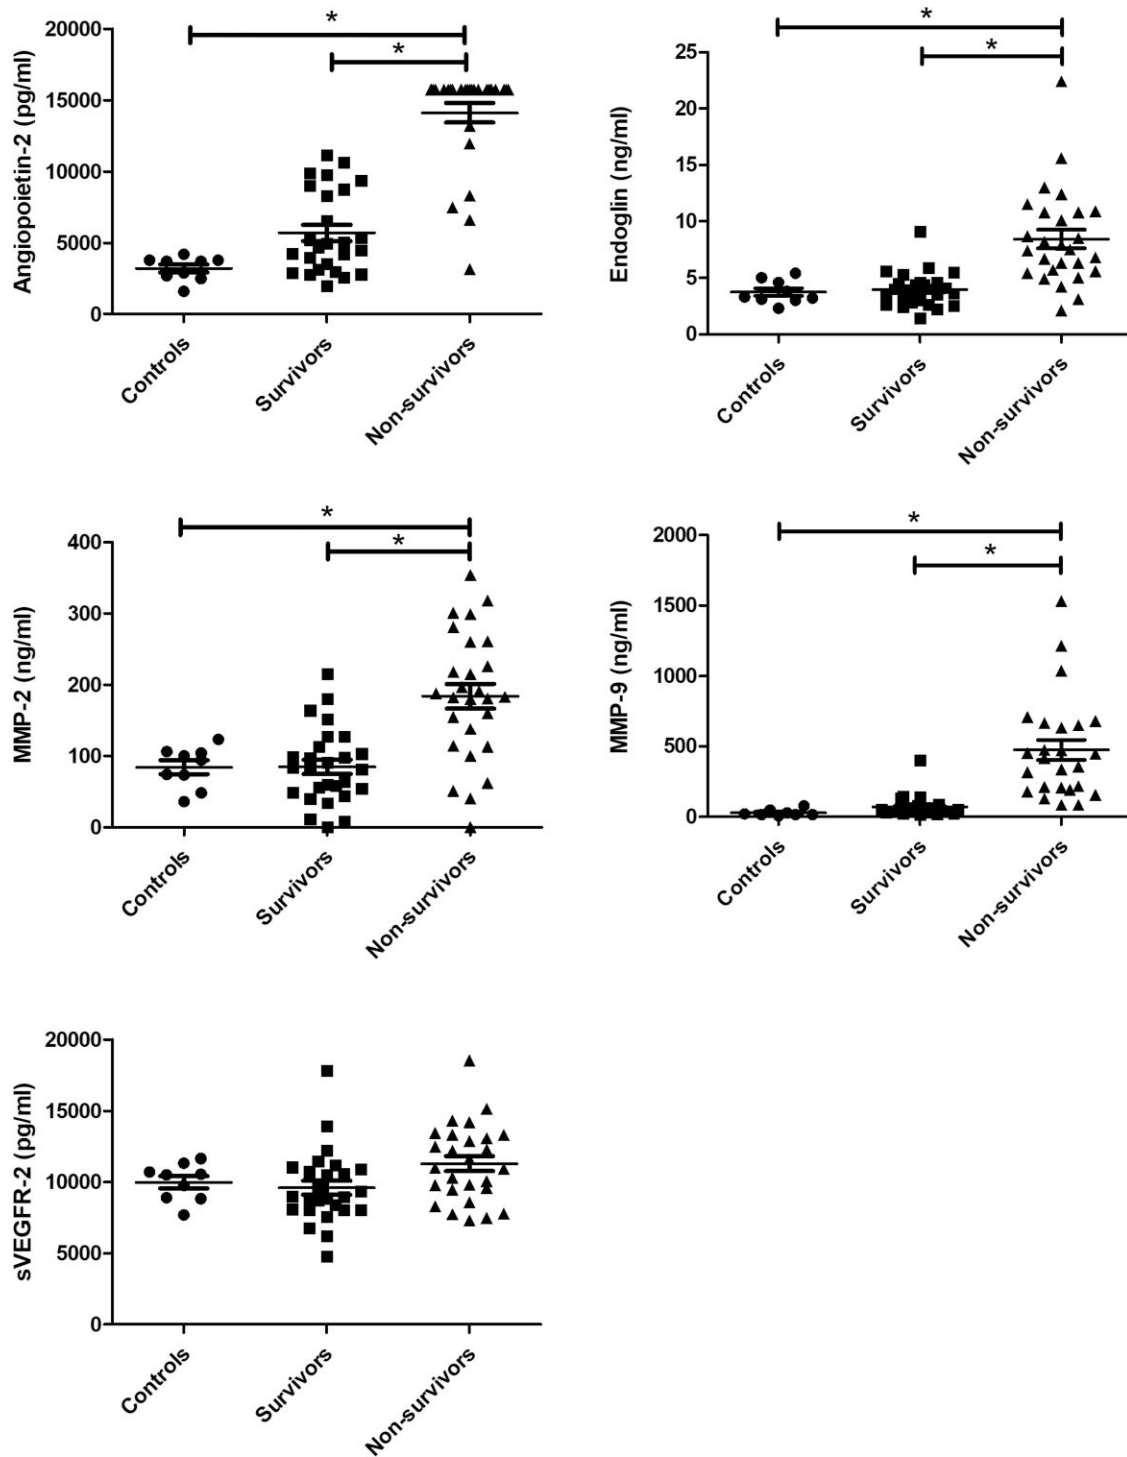 *
*
20000
15000
10000
5000
0
Angiopoietin-2 (pg/ml)
Controls
Survivors
Non-survivors
*
*
25
20
15
10
5
0
Endoglin (ng/ml)
Controls
Survivors
Non-survivors
*
*
400
300
200
100
0
MMP-2 (ng/ml)
Controls
Survivors
Non-survivors
*
*
2000
1500
1000
500
0
MMP-9 (ng/ml)
Controls
Survivors
Non-survivors
20000
15000
10000
5000
0
sVEGFR-2 (pg/ml)
Controls
Survivors
Non-survivors